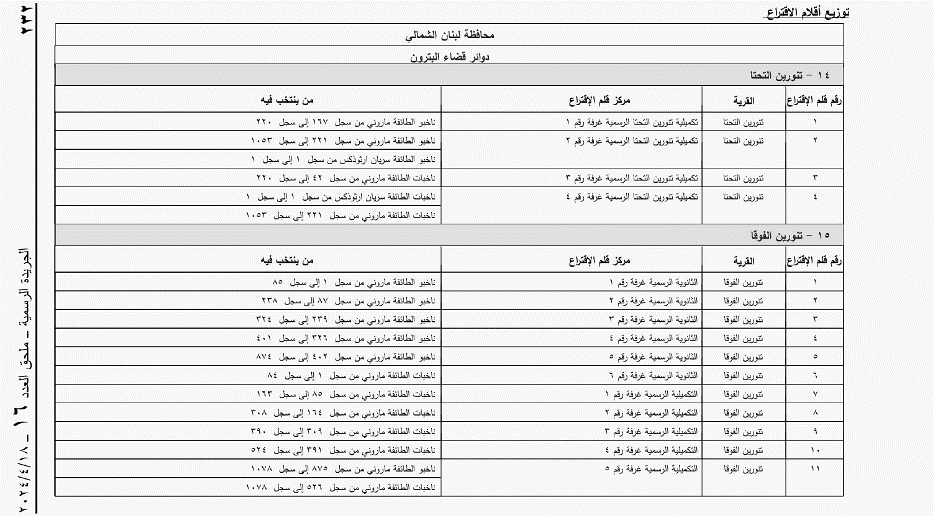 توزيع أقلام الاقتراع
٢٣٢
محافظة لبنان الشمالي
دوائر قضاء البترون
١٤ - تنورين التحتا
رقم قلم الإقتراع القرية مركز قلم الإقتراع من ينتخب فيه
١ تنورين التحتا تكميلية تنورين التحتا الرسمية غرفة رقم ١ ناخبو الطائفة ماروني من سجل ١٦٧ إلى سجل ٢٢٠
٢ تنورين التحتا تكميلية تنورين التحتا الرسمية غرفة رقم ٢ ناخبو الطائفة ماروني من سجل ٢٢١ إلى سجل ١٠٥٣
ناخبو الطائفة سريان ارثوذكس من سجل ١ إلى سجل ١
٣ تنورين التحتا تكميلية تنورين التحتا الرسمية غرفة رقم ٣ ناخبات الطائفة ماروني من سجل ٤٢ إلى سجل ٢٢٠
٤ تنورين التحتا تكميلية تنورين التحتا الرسمية غرفة رقم ٤ ناخبات الطائفة سريان ارثوذكس من سجل ١ إلى سجل ١
ناخبات الطائفة ماروني من سجل ٢٢١ إلى سجل ١٠٥٣
١٥ - تنورين الفوقا
رقم قلم الإقتراع القرية مركز قلم الإقتراع من ينتخب فيه
١ تنورين الفوقا الثانوية الرسمية غرفة رقم ١ ناخبو الطائفة ماروني من سجل ١ إلى سجل ٨٥
٢ تنورين الفوقا الثانوية الرسمية غرفة رقم ٢ ناخبو الطائفة ماروني من سجل ٨٧ إلى سجل ٢٣٨
٣ تنورين الفوقا الثانوية الرسمية غرفة رقم ٣ ناخبو الطائفة ماروني من سجل ٢٣٩ إلى سجل ٣٢٤
٤ تنورين الفوقا الثانوية الرسمية غرفة رقم ٤ ناخبو الطائفة ماروني من سجل ٣٢٦ إلى سجل ٤٠١
٥ تنورين الفوقا الثانوية الرسمية غرفة رقم ٥ ناخبو الطائفة ماروني من سجل ٤٠٢ إلى سجل ٨٧٤
٦ تنورين الفوقا الثانوية الرسمية غرفة رقم ٦ ناخبات الطائفة ماروني من سجل ١ إلى سجل ٨٤
٧ تنورين الفوقا التكميلية الرسمية غرفة رقم ١ ناخبات الطائفة ماروني من سجل ٨٥ إلى سجل ١٦٣
٨ تنورين الفوقا التكميلية الرسمية غرفة رقم ٢ ناخبات الطائفة ماروني من سجل ١٦٤ إلى سجل ٣٠٨
٩ تنورين الفوقا التكميلية الرسمية غرفة رقم ٣ ناخبات الطائفة ماروني من سجل ٣٠٩ إلى سجل ٣٩٠
١٠ تنورين الفوقا التكميلية الرسمية غرفة رقم ٤ ناخبات الطائفة ماروني من سجل ٣٩١ إلى سجل ٥٢٤
١١ تنورين الفوقا التكميلية الرسمية غرفة رقم ٥ ناخبو الطائفة ماروني من سجل ٨٧٥ إلى سجل ١٠٧٨
ناخبات الطائفة ماروني من سجل ٥٢٦ إلى سجل ١٠٧٨
الجريدة الرسمية – ملحق العدد ١٦ – ٢٠٢٤/٤/١٨